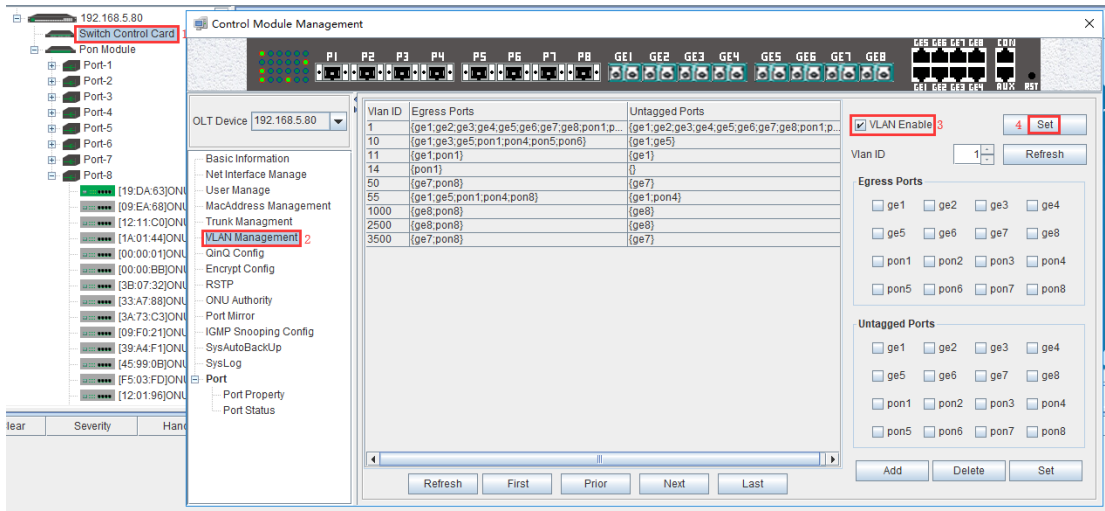 192.168.5.80
Switch Control Card 1
Pon Module
Port-1
Port-2
Port-3
Port-4
Port-5
Port-6
Port-7
Port-8
[19:DA:63]ONU
[09:EA:68]ONU
[12:11:C0]ONU
[1A:01:44]ONU
[00:00:01]ONU
[00:00:BB]ONU
[3B:07:32]ONU
[33:A7:88]ONU
[3A:73:C3]ONU
[09:F0:21]ONU
[39:A4:F1]ONU
[45:99:0B]ONU
[F5:03:FD]ONU
[12:01:96]ONU
lear Severity Hand
Control Module Management
P1 P2 P3 P4 P5 P6 P7 P8 GE1 GE2 GE3 GE4 GE5 GE6 GE7 GE8
GE5 GE6 GE7 GE8 CON
GE1 GE2 GE3 GE4 AUX RST
OLT Device 192.168.5.80
Basic Information
Net Interface Manage
User Manage
MacAddress Management
Trunk Managment
VLAN Management 2
QinQ Config
Encrypt Config
RSTP
ONU Authority
Port Mirror
IGMP Snooping Config
SysAutoBackUp
SysLog
Port
Port Property
Port Status
Vlan ID Egress Ports Untagged Ports
1 {ge1;ge2;ge3;ge4;ge5;ge6;ge7;ge8;pon1;p... {ge1;ge2;ge3;ge4;ge5;ge6;ge7;ge8;pon1;p...
10 {ge1;ge3;ge5;pon1;pon4;pon5;pon6} {ge1;ge5}
11 {ge1;pon1} {ge1}
14 {pon1} {}
50 {ge7;pon8} {ge7}
55 {ge1;ge5;pon1;pon4;pon8} {ge1;pon4}
1000 {ge8;pon8} {ge8}
2500 {ge8;pon8} {ge8}
3500 {ge7;pon8} {ge7}
Refresh First Prior Next Last
VLAN Enable 3 4 Set
Vlan ID 1 Refresh
Egress Ports
ge1 ge2 ge3 ge4
ge5 ge6 ge7 ge8
pon1 pon2 pon3 pon4
pon5 pon6 pon7 pon8
Untagged Ports
ge1 ge2 ge3 ge4
ge5 ge6 ge7 ge8
pon1 pon2 pon3 pon4
pon5 pon6 pon7 pon8
Add Delete Set